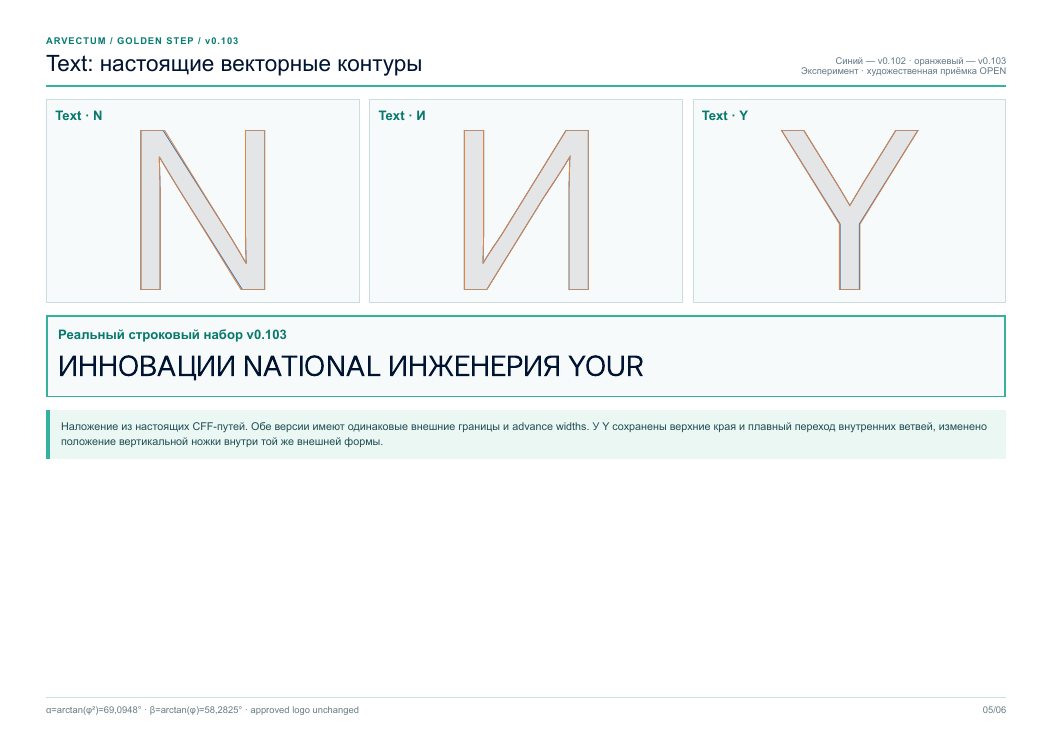 ARVECTUM / GOLDEN STEP / v0.103
Text: настоящие векторные контуры
Синий — v0.102 · оранжевый — v0.103
Эксперимент · художественная приёмка OPEN
Text · N
Text · И
Text · Y
N
И
Y
Реальный строковый набор v0.103
ИННОВАЦИИ NATIONAL ИНЖЕНЕРИЯ YOUR
Наложение из настоящих CFF-путей. Обе версии имеют одинаковые внешние границы и advance widths. У Y сохранены верхние края и плавный переход внутренних ветвей, изменено
положение вертикальной ножки внутри той же внешней формы.
α=arctan(φ²)=69,0948° · β=arctan(φ)=58,2825° · approved logo unchanged
05/06